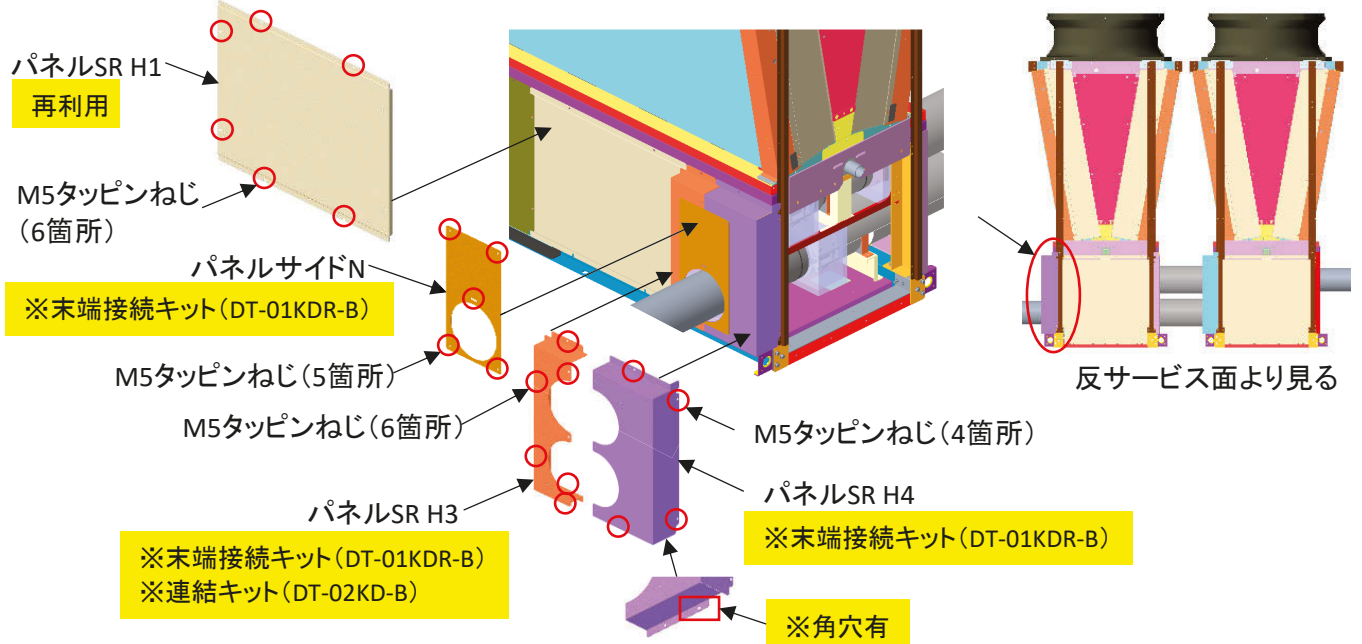 パネルSR H1
再利用
M5タッピンねじ
（6箇所）
パネルサイドN
※末端接続キット（DT-01KDR-B）
M5タッピンねじ（5箇所）
M5タッピンねじ（6箇所）
パネルSR H3
※末端接続キット（DT-01KDR-B）
※連結キット（DT-02KD-B）
M5タッピンねじ（4箇所）
パネルSR H4
※末端接続キット（DT-01KDR-B）
※角穴有
反サービス面より見る